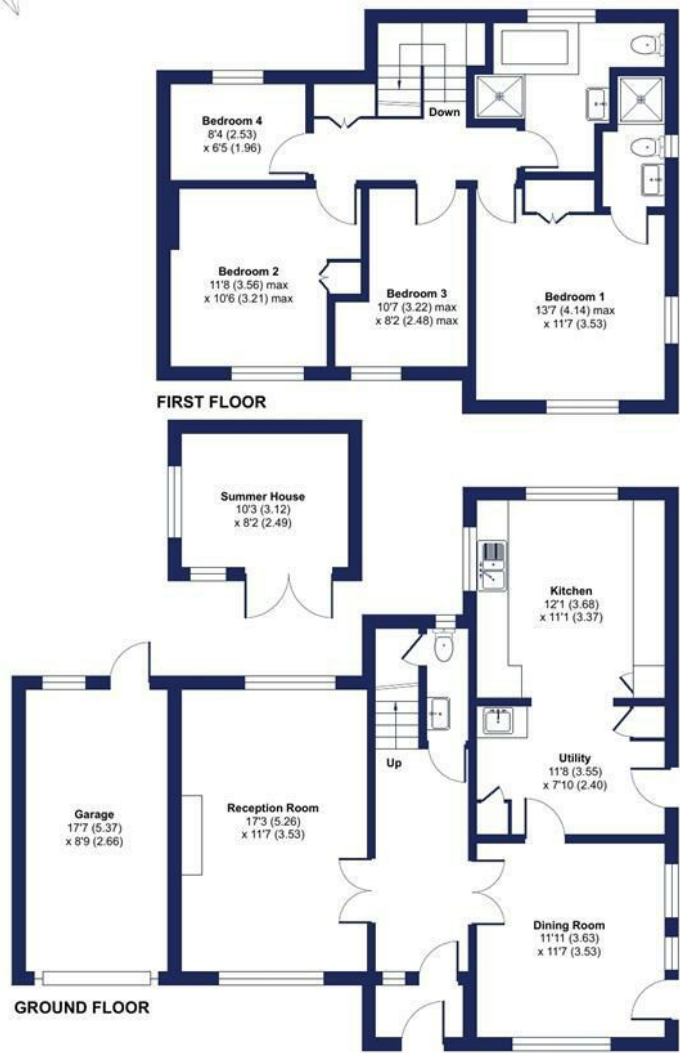 Bedroom 4
8'4 (2.53)
x 6'5 (1.96)
Down
Bedroom 2
11'8 (3.56) max
x 10'6 (3.21) max
Bedroom 3
10'7 (3.22) max
x 8'2 (2.48) max
Bedroom 1
13'7 (4.14) max
x 11'7 (3.53)
FIRST FLOOR
Summer House
10'3 (3.12)
x 8'2 (2.49)
Kitchen
12'1 (3.68)
x 11'1 (3.37)
Up
Utility
11'8 (3.55)
x 7'10 (2.40)
Garage
17'7 (5.37)
x 8'9 (2.66)
Reception Room
17'3 (5.26)
x 11'7 (3.53)
Dining Room
11'11 (3.63)
x 11'7 (3.53)
GROUND FLOOR